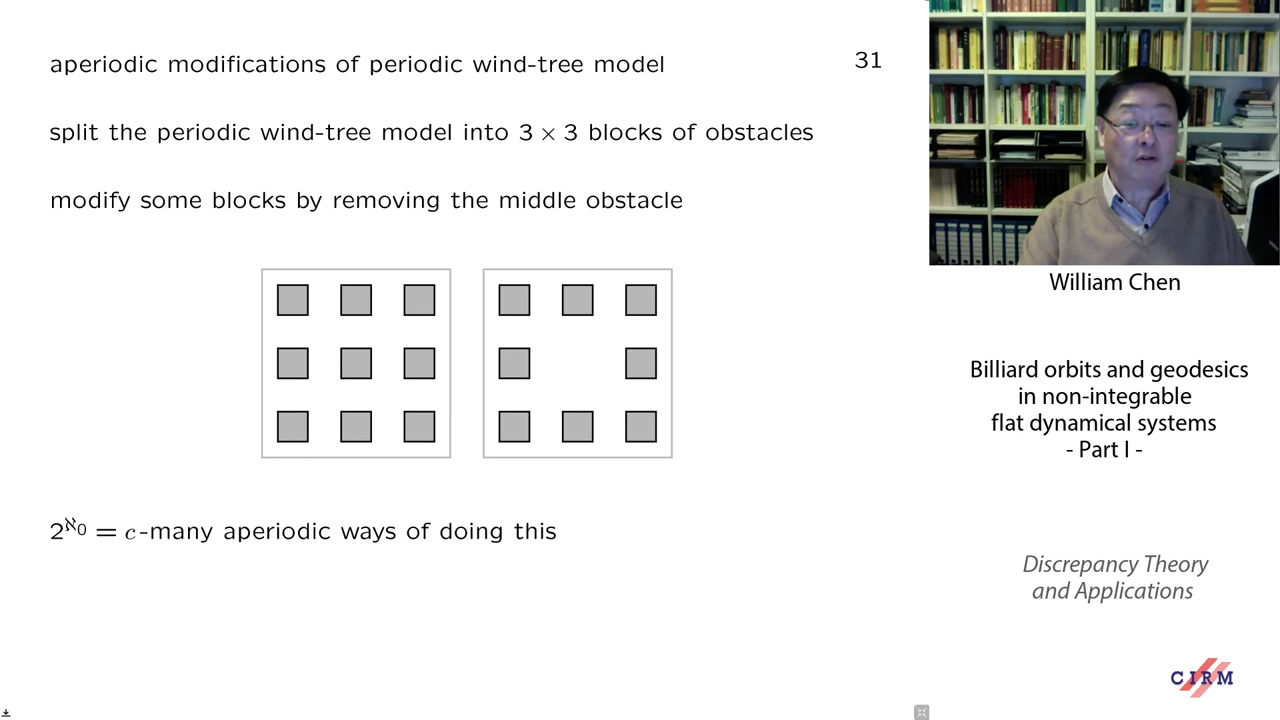 aperiodic modifications of periodic wind-tree model
31
split the periodic wind-tree model into 3 × 3 blocks of obstacles
modify some blocks by removing the middle obstacle
2^ℵ₀ = c-many aperiodic ways of doing this
William Chen
Billiard orbits and geodesics
in non-integrable
flat dynamical systems
- Part I -
Discrepancy Theory
and Applications
CIRM